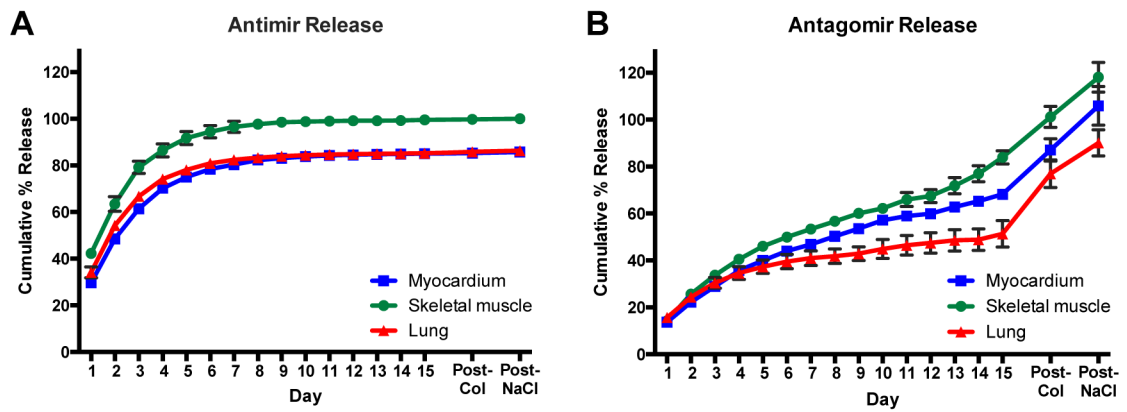 A
Antimir Release
Cumulative % Release
120
100
80
60
40
20
0
Myocardium
Skeletal muscle
Lung
1 2 3 4 5 6 7 8 9 10 11 12 13 14 15 Post-Col Post-NaCl
Day
B
Antagomir Release
Cumulative % Release
120
100
80
60
40
20
0
Myocardium
Skeletal muscle
Lung
1 2 3 4 5 6 7 8 9 10 11 12 13 14 15 Post-Col Post-NaCl
Day